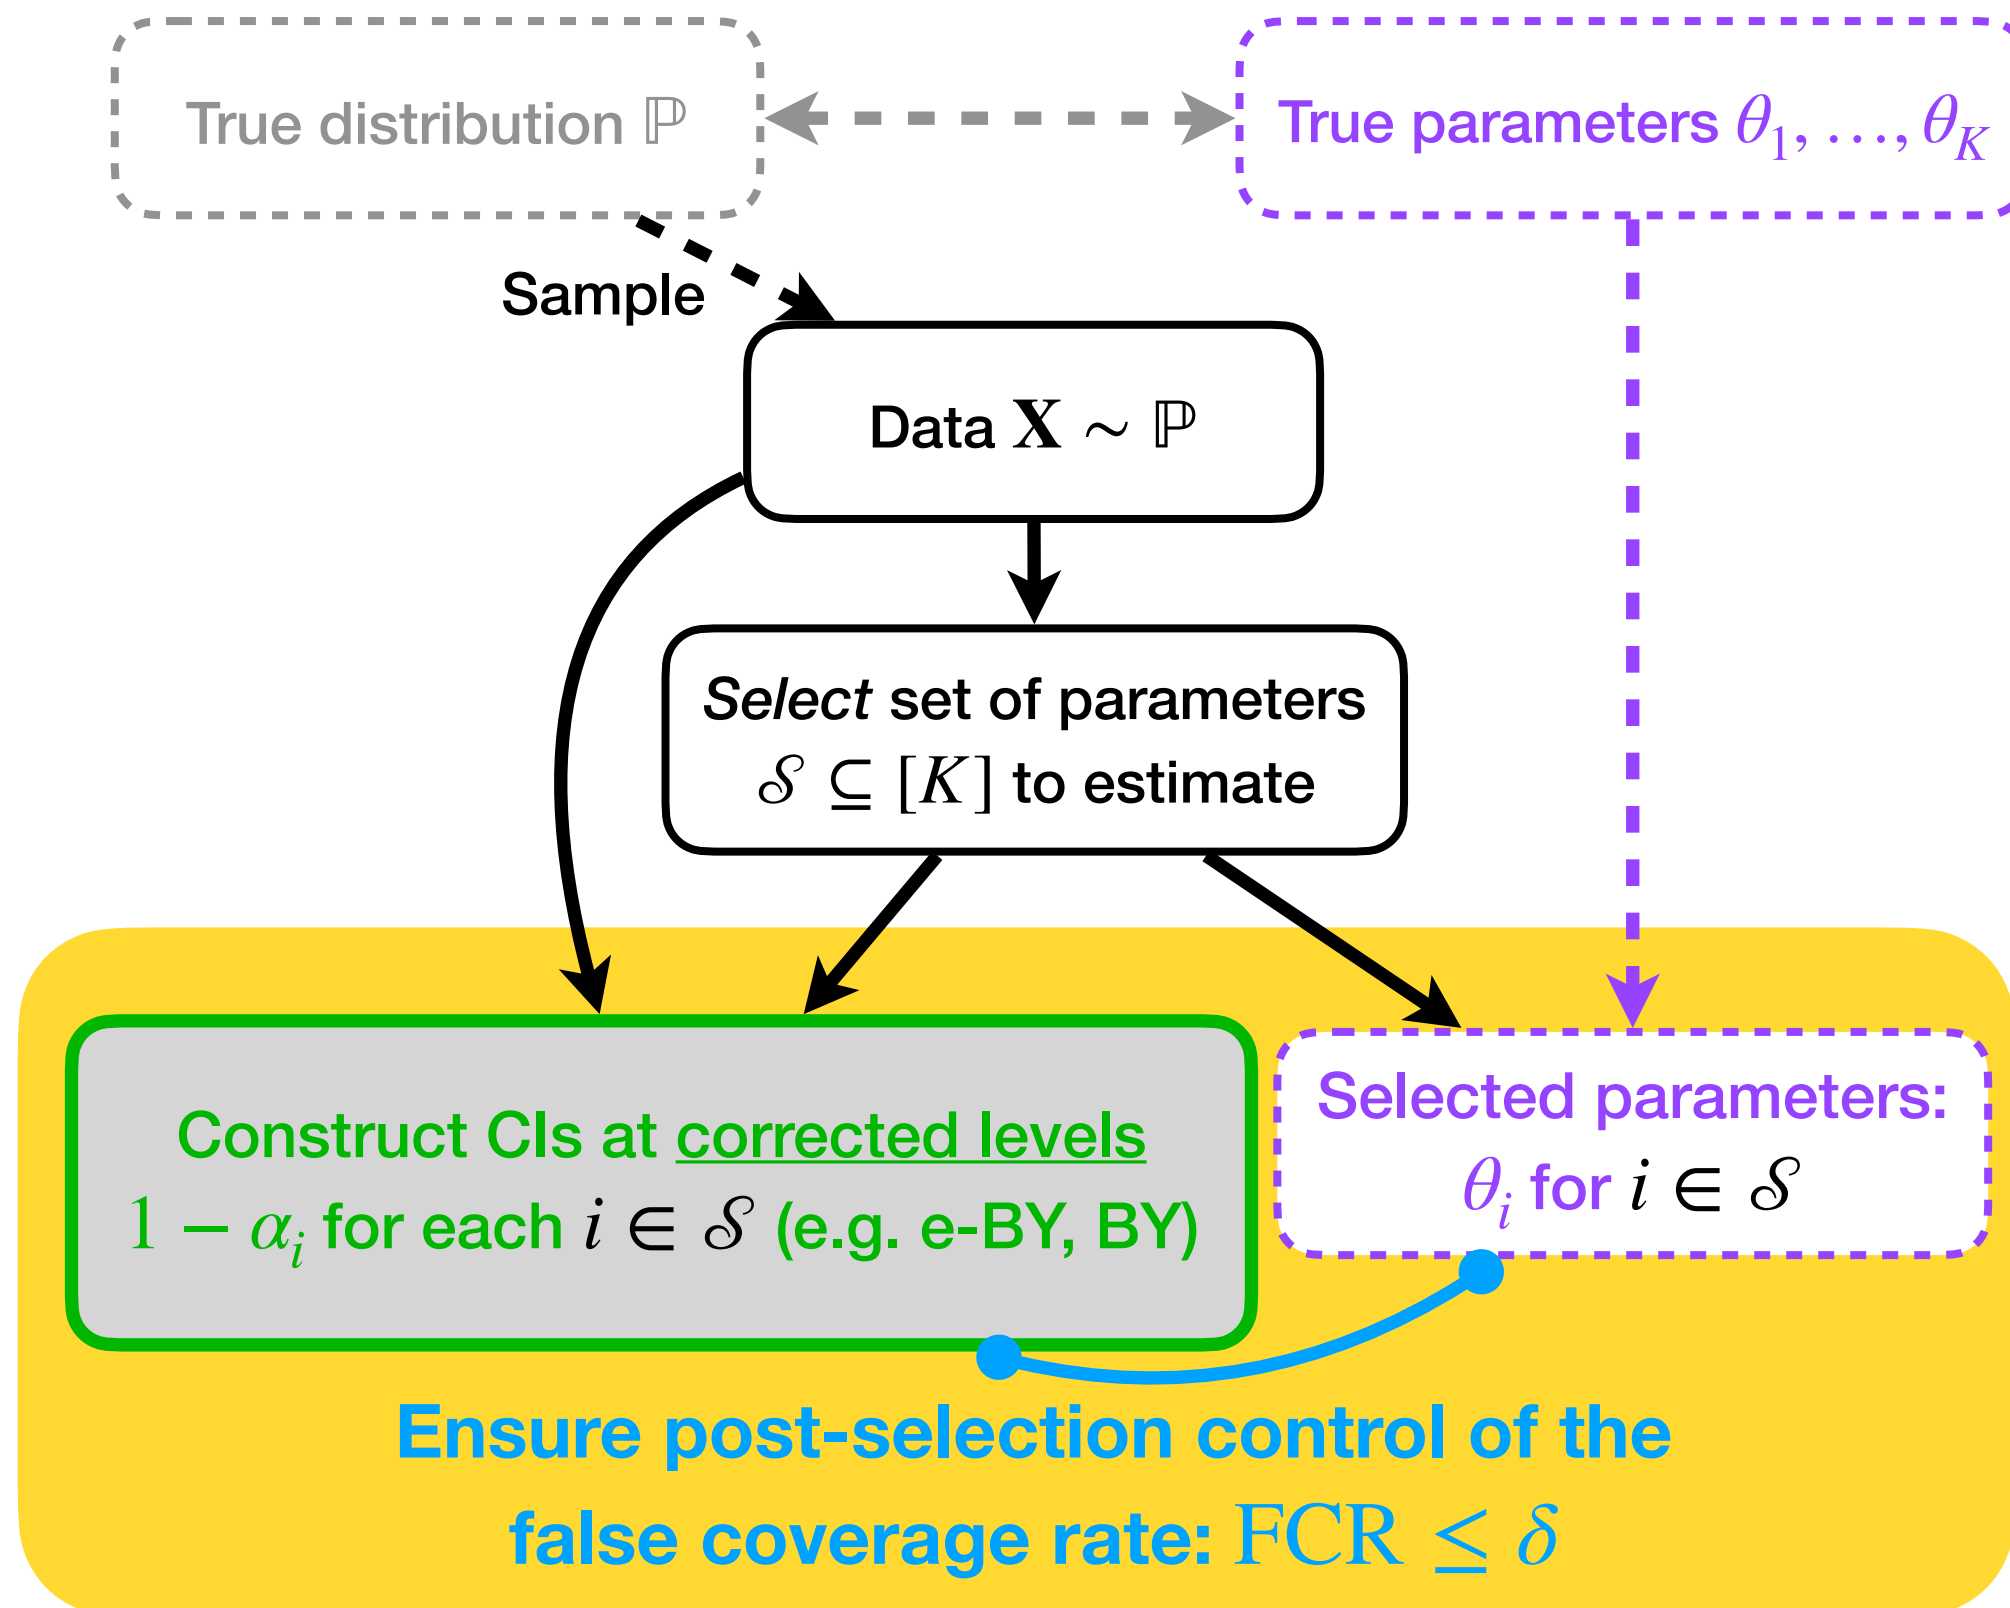 True distribution ℙ
True parameters θ₁, …, θ_K
Sample
Data 𝐗 ∼ ℙ
Select set of parameters
𝒮 ⊆ [K] to estimate
Construct CIs at corrected levels
1 − αᵢ for each i ∈ 𝒮 (e.g. e-BY, BY)
Selected parameters:
θᵢ for i ∈ 𝒮
Ensure post-selection control of the
false coverage rate: FCR ≤ δ